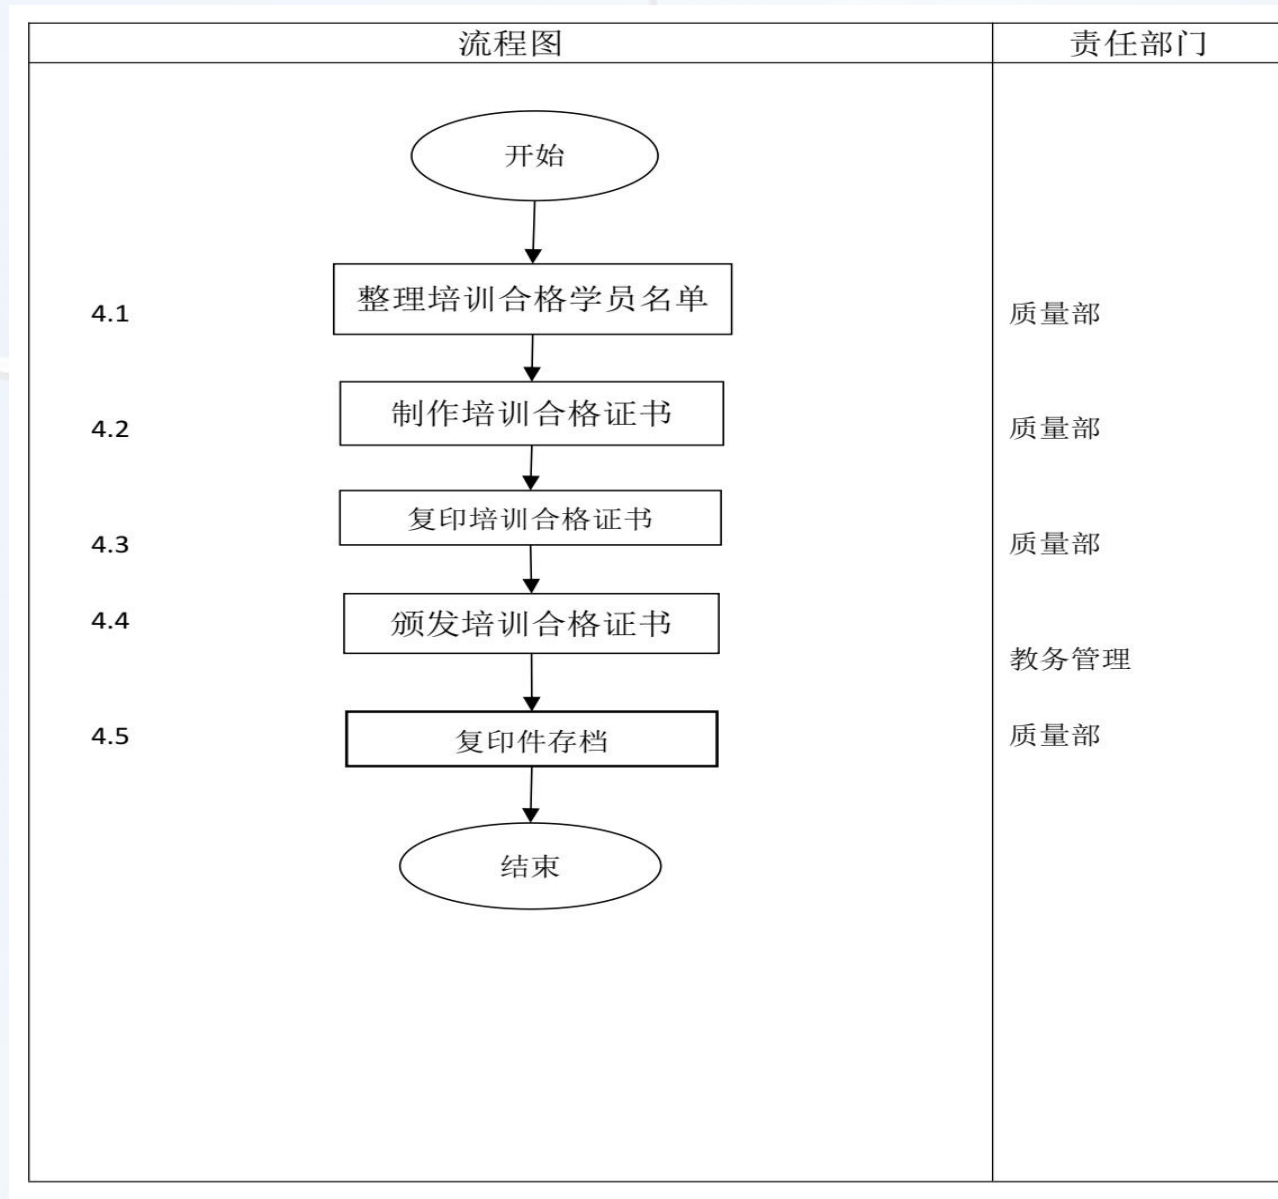 流程图 责任部门
开始
整理培训合格学员名单
4.1 质量部
制作培训合格证书
4.2 质量部
复印培训合格证书
4.3 质量部
4.4 颁发培训合格证书
教务管理
4.5 复印件存档 质量部
结束